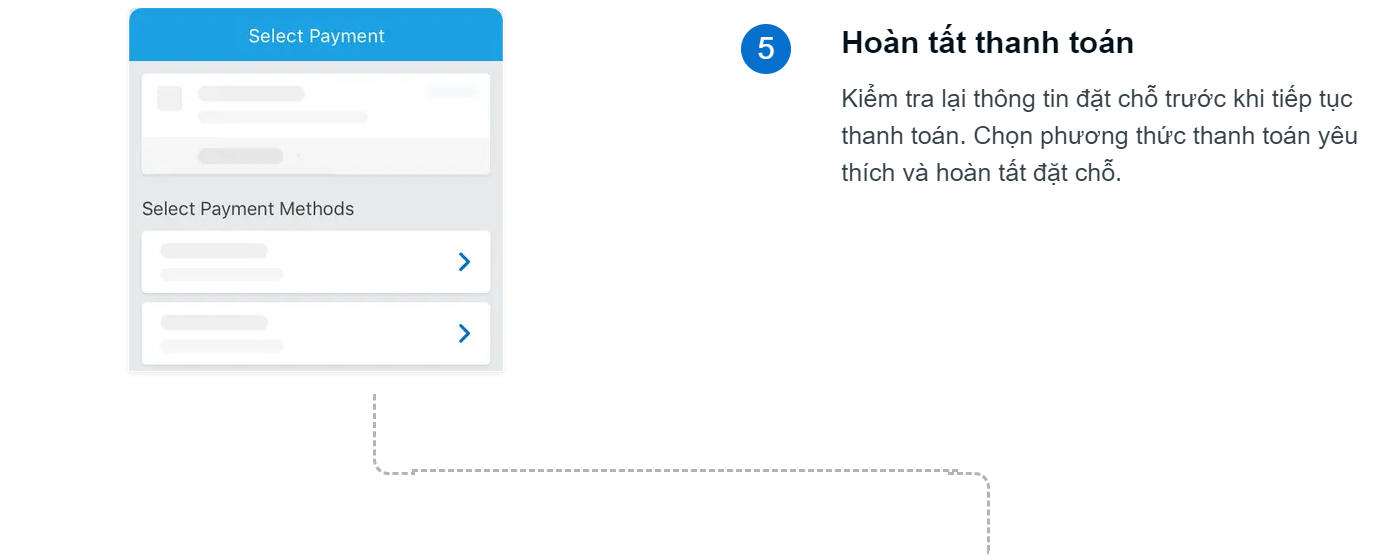 Select Payment
Select Payment Methods
5
Hoàn tất thanh toán
Kiểm tra lại thông tin đặt chỗ trước khi tiếp tục
thanh toán. Chọn phương thức thanh toán yêu
thích và hoàn tất đặt chỗ.